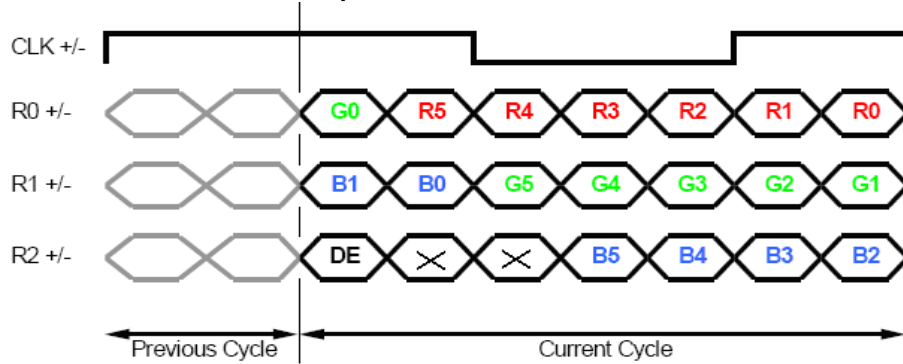 CLK +/-
R0 +/- G0 R5 R4 R3 R2 R1 R0
R1 +/- B1 B0 G5 G4 G3 G2 G1
R2 +/- DE B5 B4 B3 B2
Previous Cycle Current Cycle